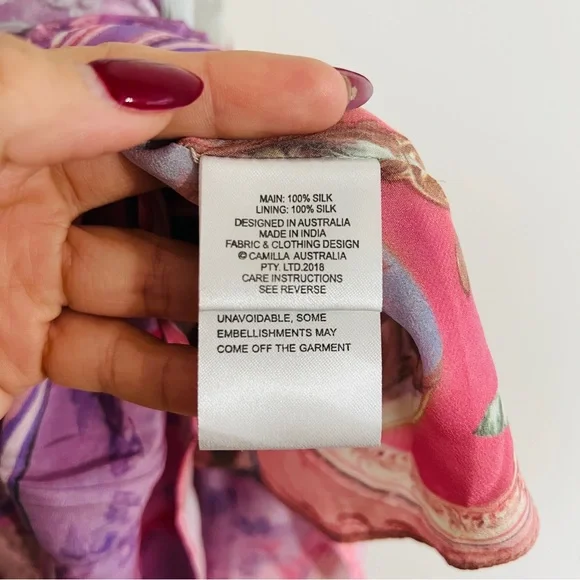 MAIN: 100% SILK
LINING: 100% SILK
DESIGNED IN AUSTRALIA
MADE IN INDIA
FABRIC & CLOTHING DESIGN
© CAMILLA AUSTRALIA
PTY. LTD.2018
CARE INSTRUCTIONS
SEE REVERSE
UNAVOIDABLE, SOME
EMBELLISHMENTS MAY
COME OFF THE GARMENT